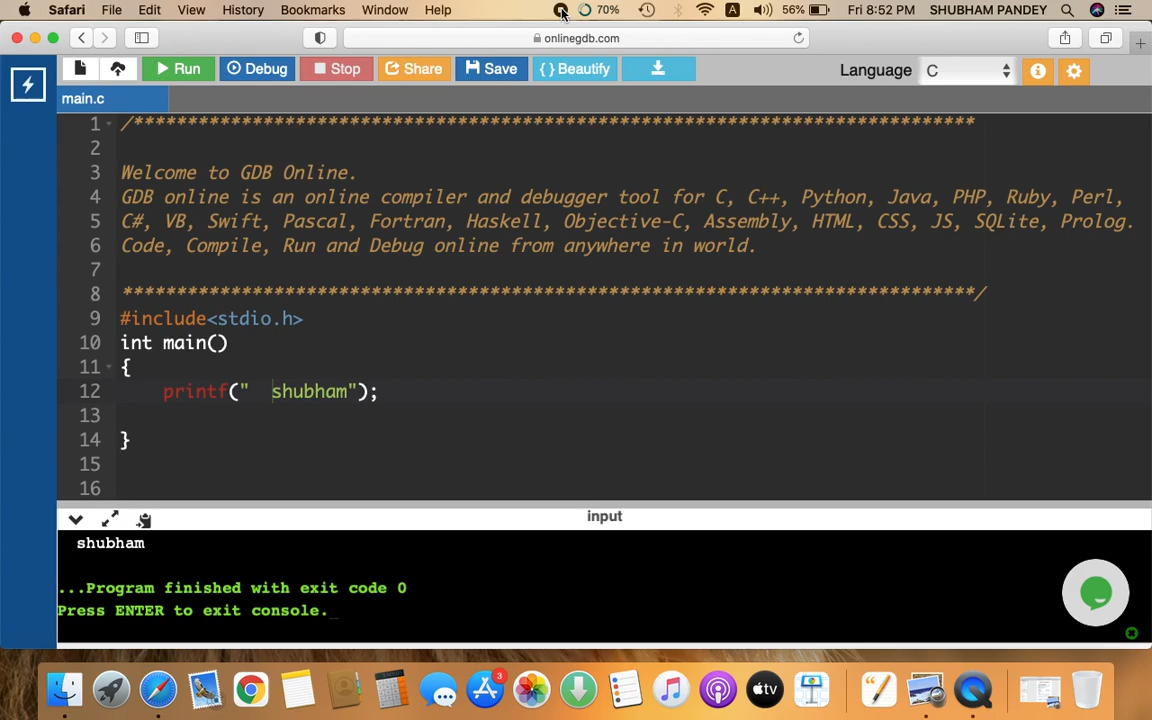 Safari File Edit View History Bookmarks Window Help 70% A 56% Fri 8:52 PM SHUBHAM PANDEY
onlinegdb.com
Run Debug Stop Share Save { } Beautify Language C
main.c
1 /******************************************************************************
2
3 Welcome to GDB Online.
4 GDB online is an online compiler and debugger tool for C, C++, Python, Java, PHP, Ruby, Perl,
5 C#, VB, Swift, Pascal, Fortran, Haskell, Objective-C, Assembly, HTML, CSS, JS, SQLite, Prolog.
6 Code, Compile, Run and Debug online from anywhere in world.
7
8 *******************************************************************************/
9 #include<stdio.h>
10 int main()
11 {
12     printf("  shubham");
13
14 }
15
16
input
  shubham
...Program finished with exit code 0
Press ENTER to exit console._
3
tv